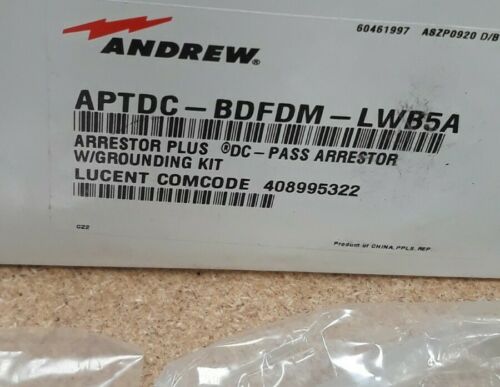 60461997 A8ZP0920 D/B
ANDREW®
APTDC-BDFDM-LWB5A
ARRESTOR PLUS ®DC-PASS ARRESTOR
W/GROUNDING KIT
LUCENT COMCODE 408995322
GZ2
Product of CHINA, PPLS. REP